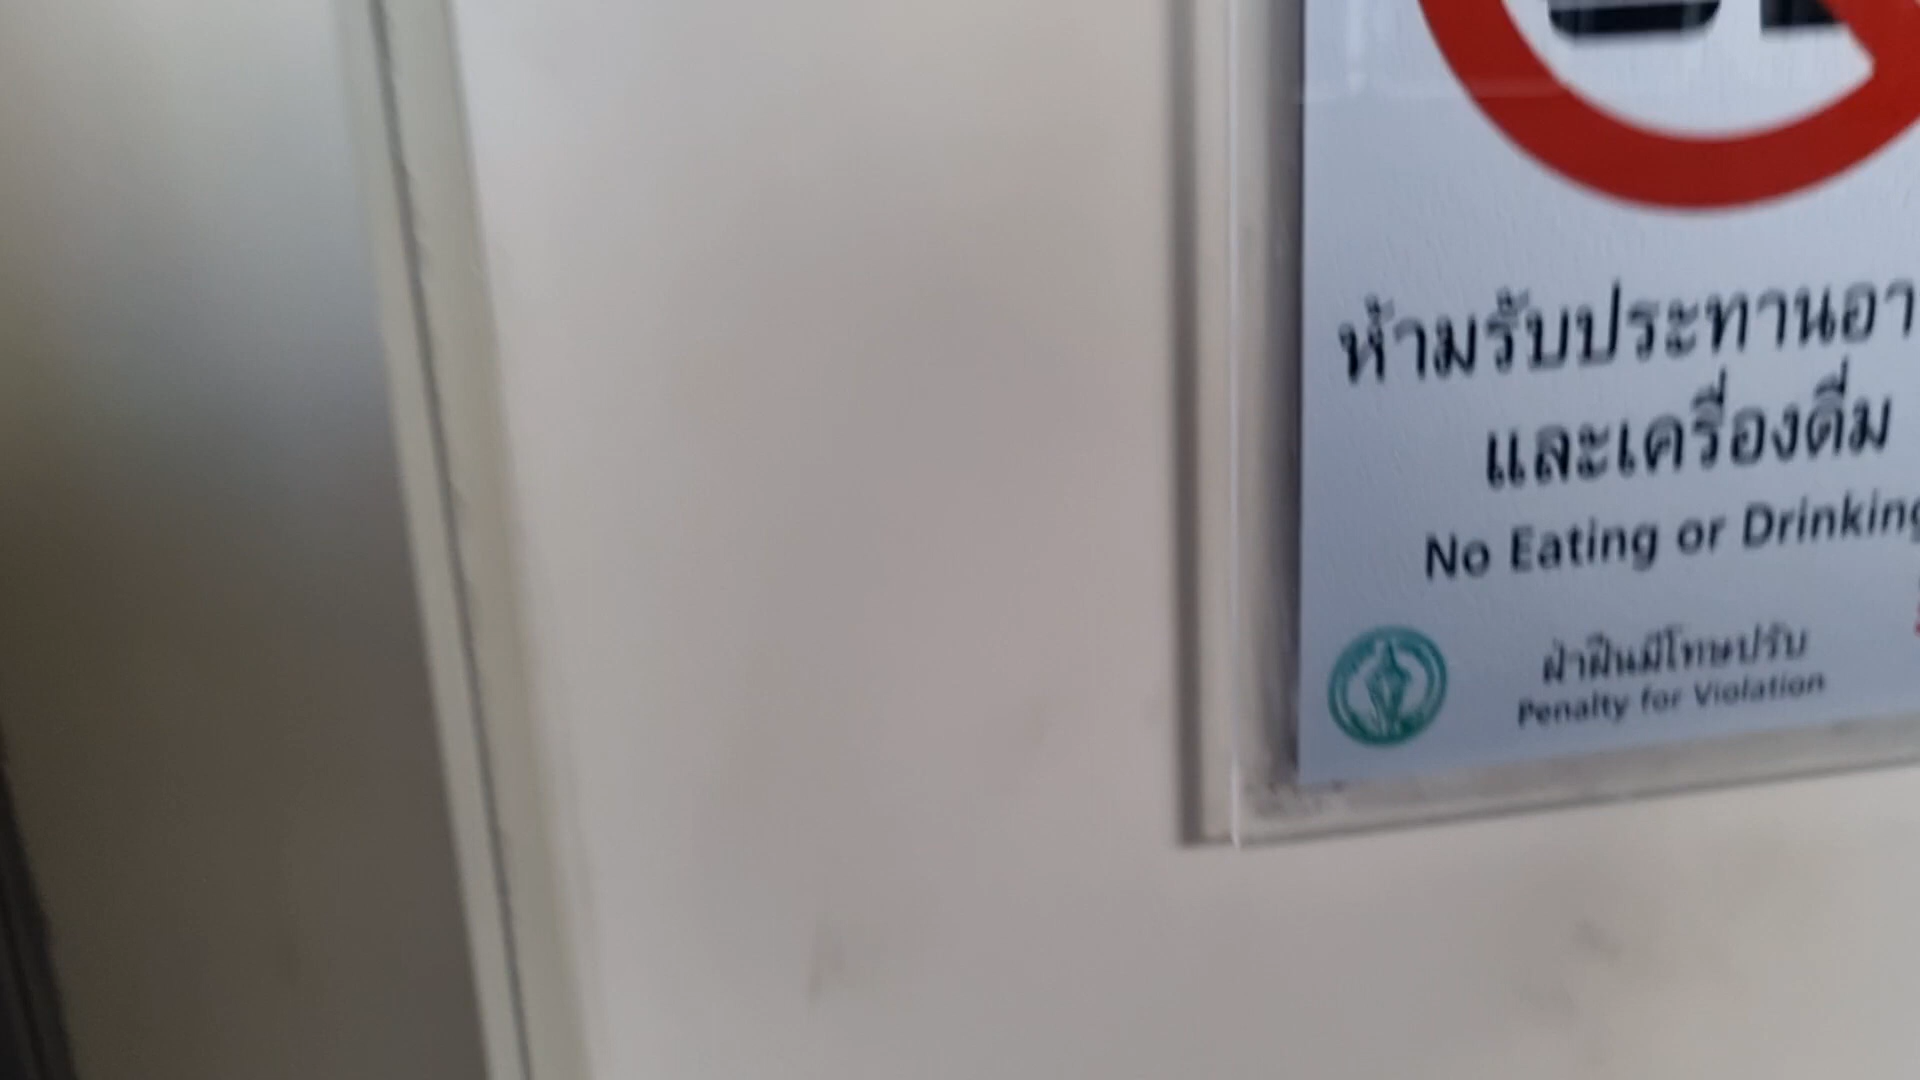 ห้ามรับประทานอา
และเครื่องดื่ม
No Eating or Drinking
ฝ่าฝืนมีโทษปรับ
Penalty for Violation